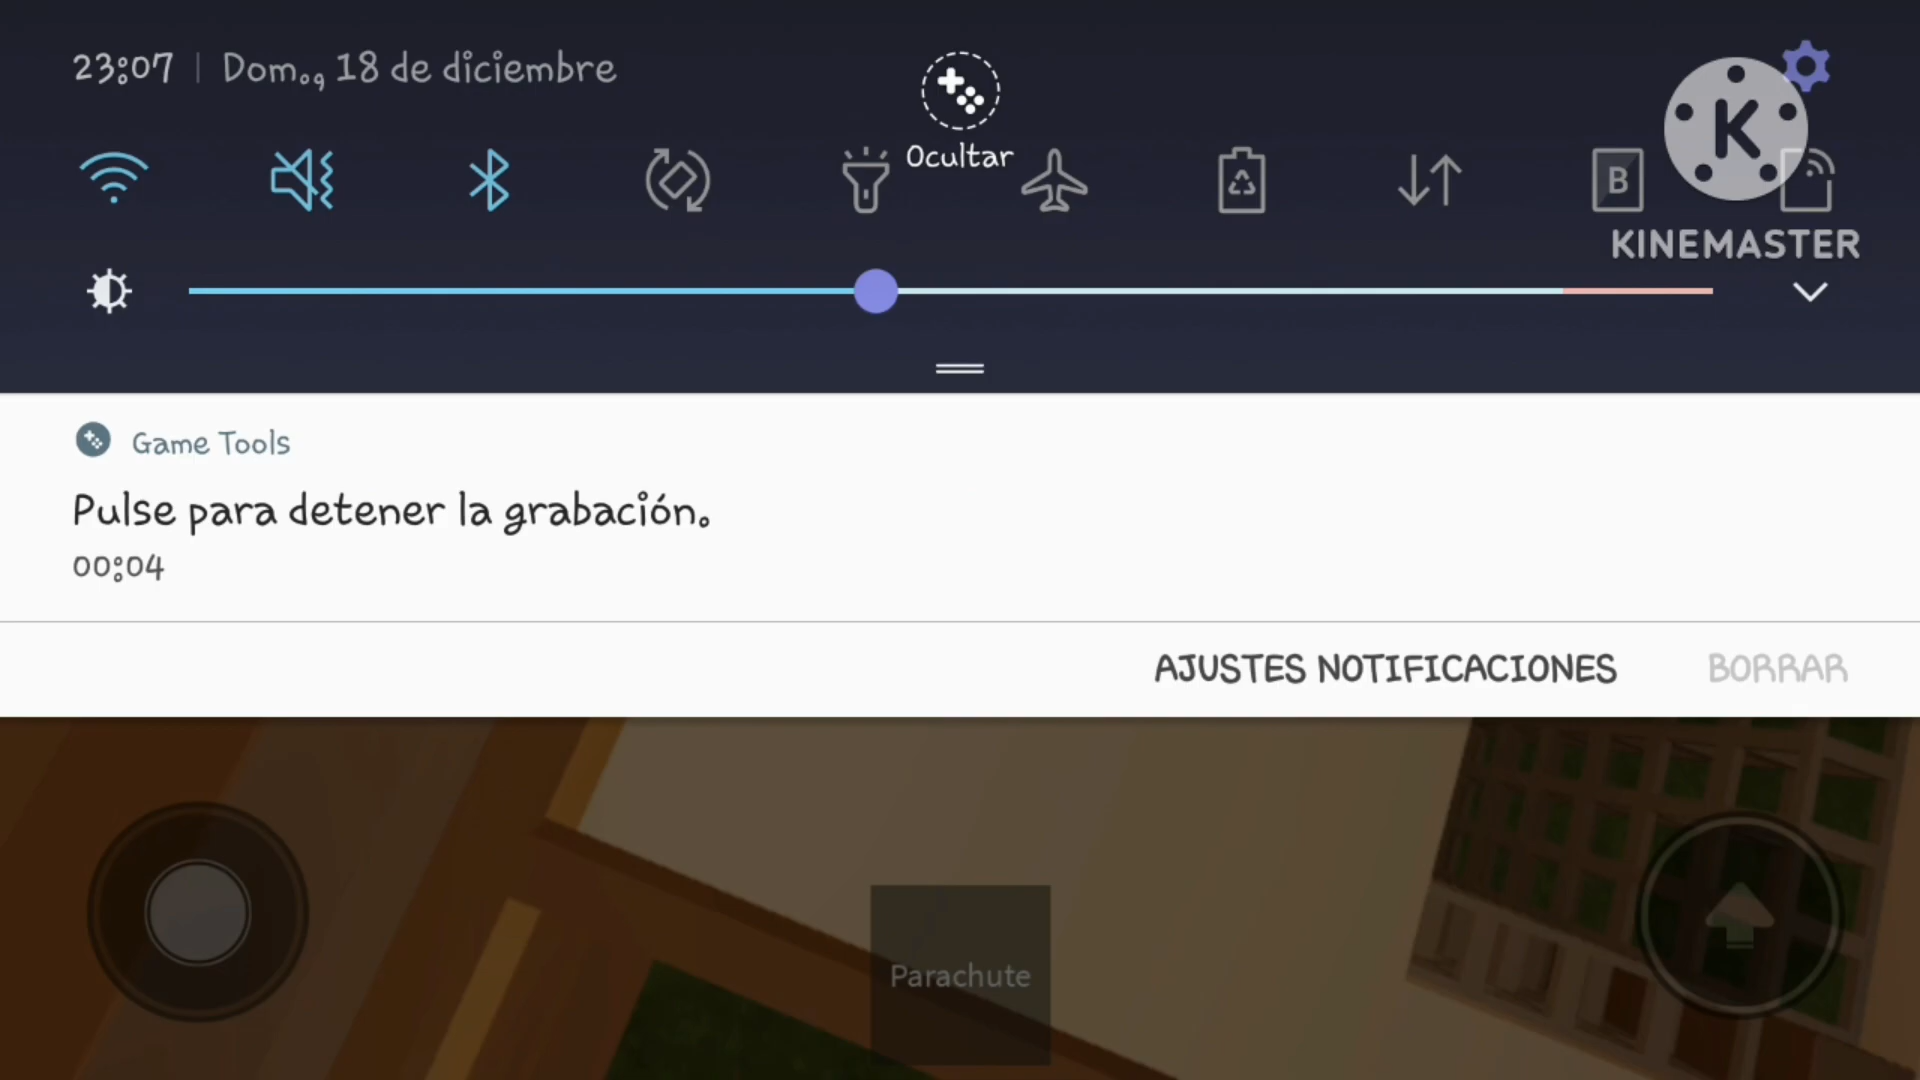 23:07 | Dom., 18 de diciembre
Ocultar
B
K
KINEMASTER
Game Tools
Pulse para detener la grabación.
00:04
AJUSTES NOTIFICACIONES
BORRAR
Parachute